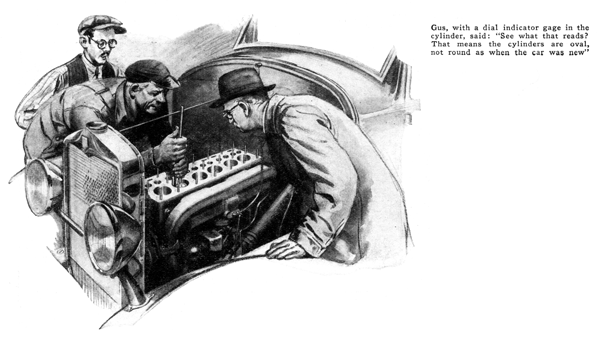 Gus, with a dial indicator gage in the
cylinder, said: "See what that reads?
That means the cylinders are oval,
not round as when the car was new"